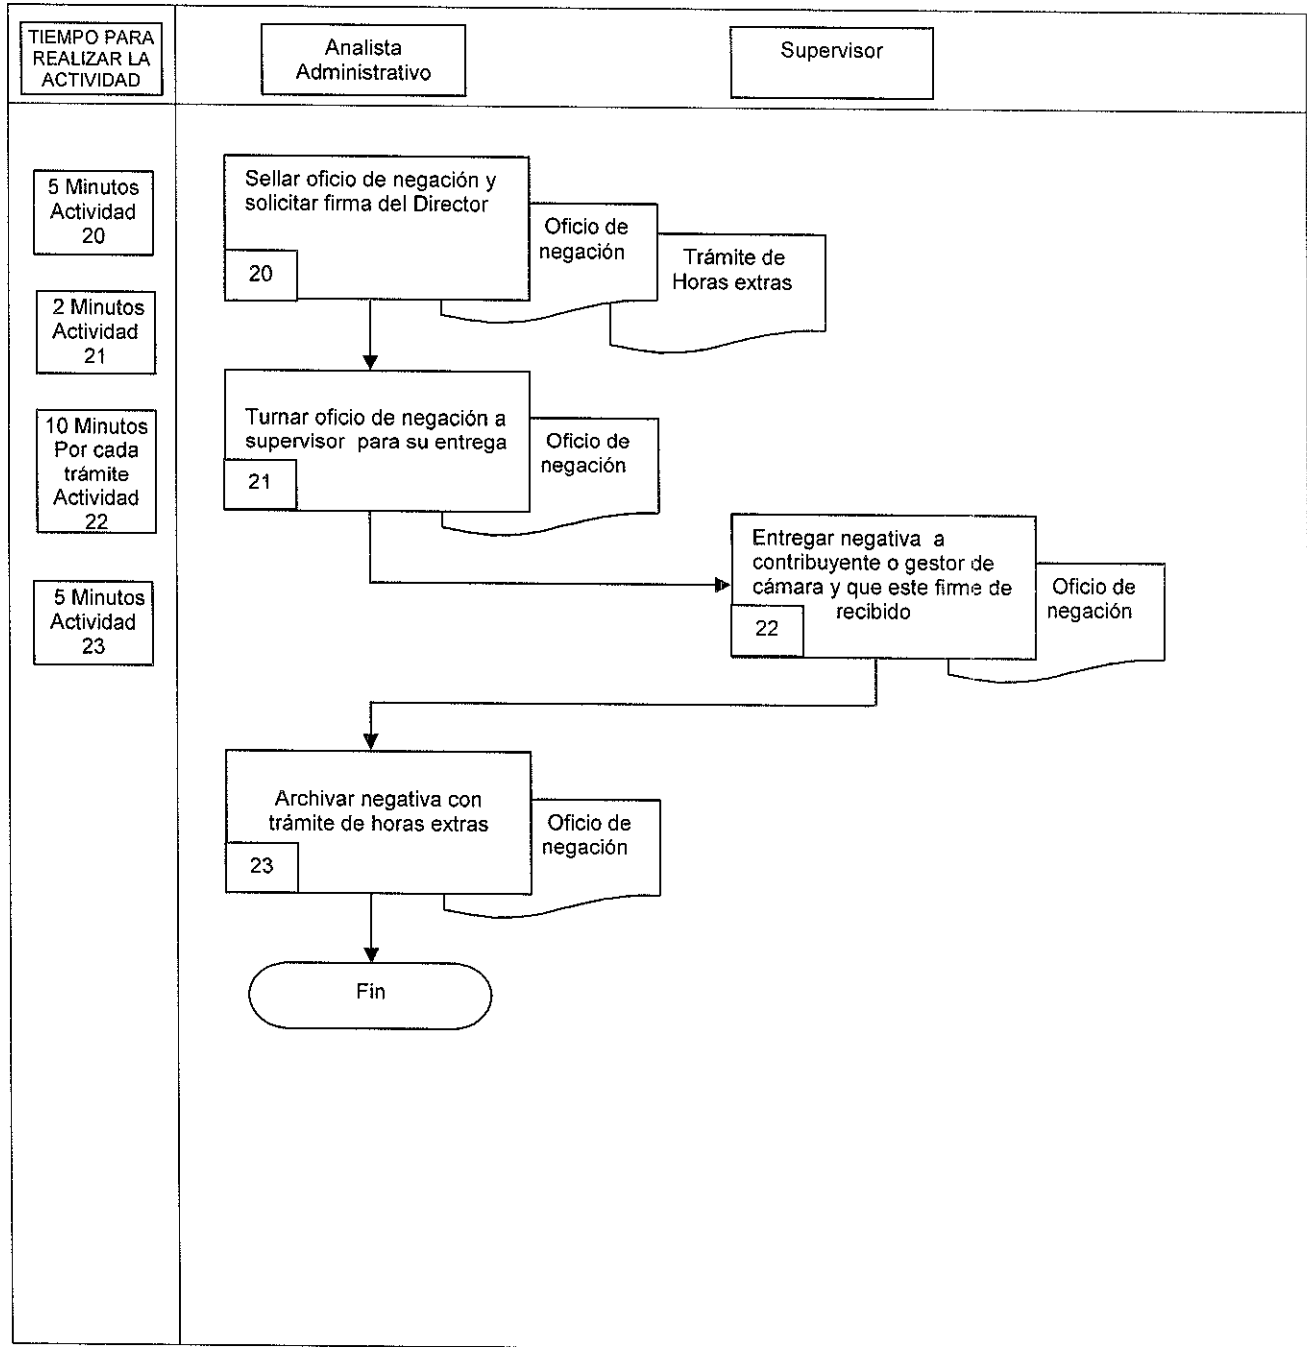 TIEMPO PARA
REALIZAR LA
ACTIVIDAD
Analista
Administrativo
Supervisor
5 Minutos
Actividad
20
2 Minutos
Actividad
21
10 Minutos
Por cada
trámite
Actividad
22
5 Minutos
Actividad
23
Sellar oficio de negación y
solicitar firma del Director
20
Oficio de
negación
Trámite de
Horas extras
Turnar oficio de negación a
supervisor para su entrega
21
Oficio de
negación
Entregar negativa a
contribuyente o gestor de
cámara y que este firme de
recibido
22
Oficio de
negación
Archivar negativa con
trámite de horas extras
23
Oficio de
negación
Fin